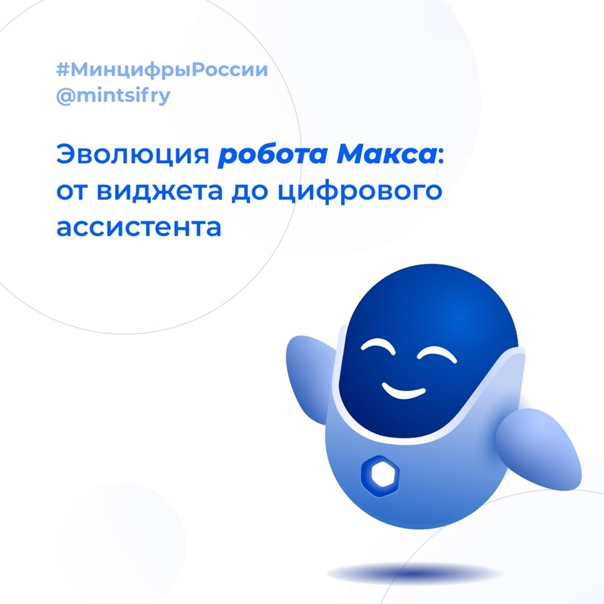 #МинцифрыРоссии
@mintsifry
Эволюция робота Макса:
от виджета до цифрового
ассистента